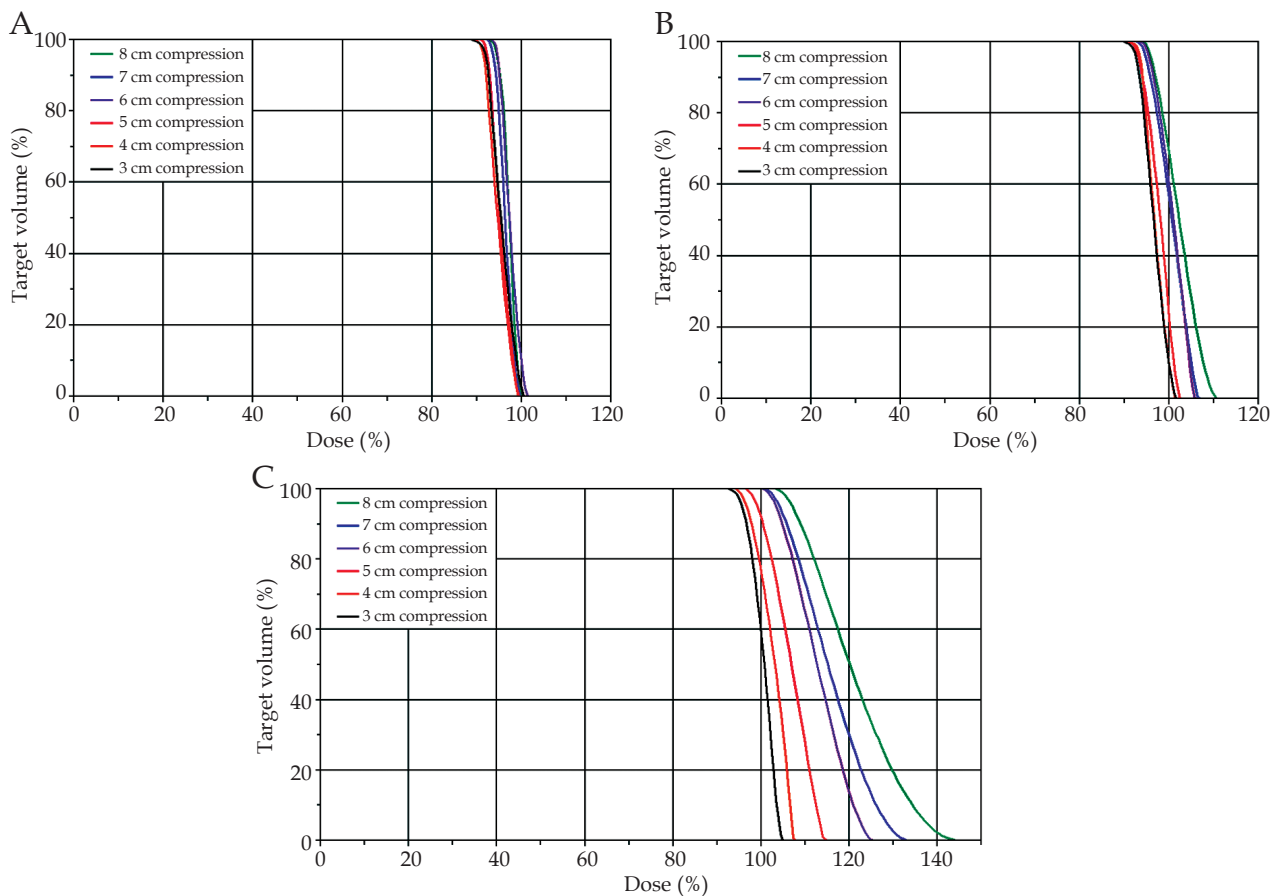 A
100
80
60
40
20
0
Target volume (%)
8 cm compression
7 cm compression
6 cm compression
5 cm compression
4 cm compression
3 cm compression
0 20 40 60 80 100 120
Dose (%)
B
100
80
60
40
20
0
Target volume (%)
8 cm compression
7 cm compression
6 cm compression
5 cm compression
4 cm compression
3 cm compression
0 20 40 60 80 100 120
Dose (%)
C
100
80
60
40
20
0
Target volume (%)
8 cm compression
7 cm compression
6 cm compression
5 cm compression
4 cm compression
3 cm compression
0 20 40 60 80 100 120 140
Dose (%)